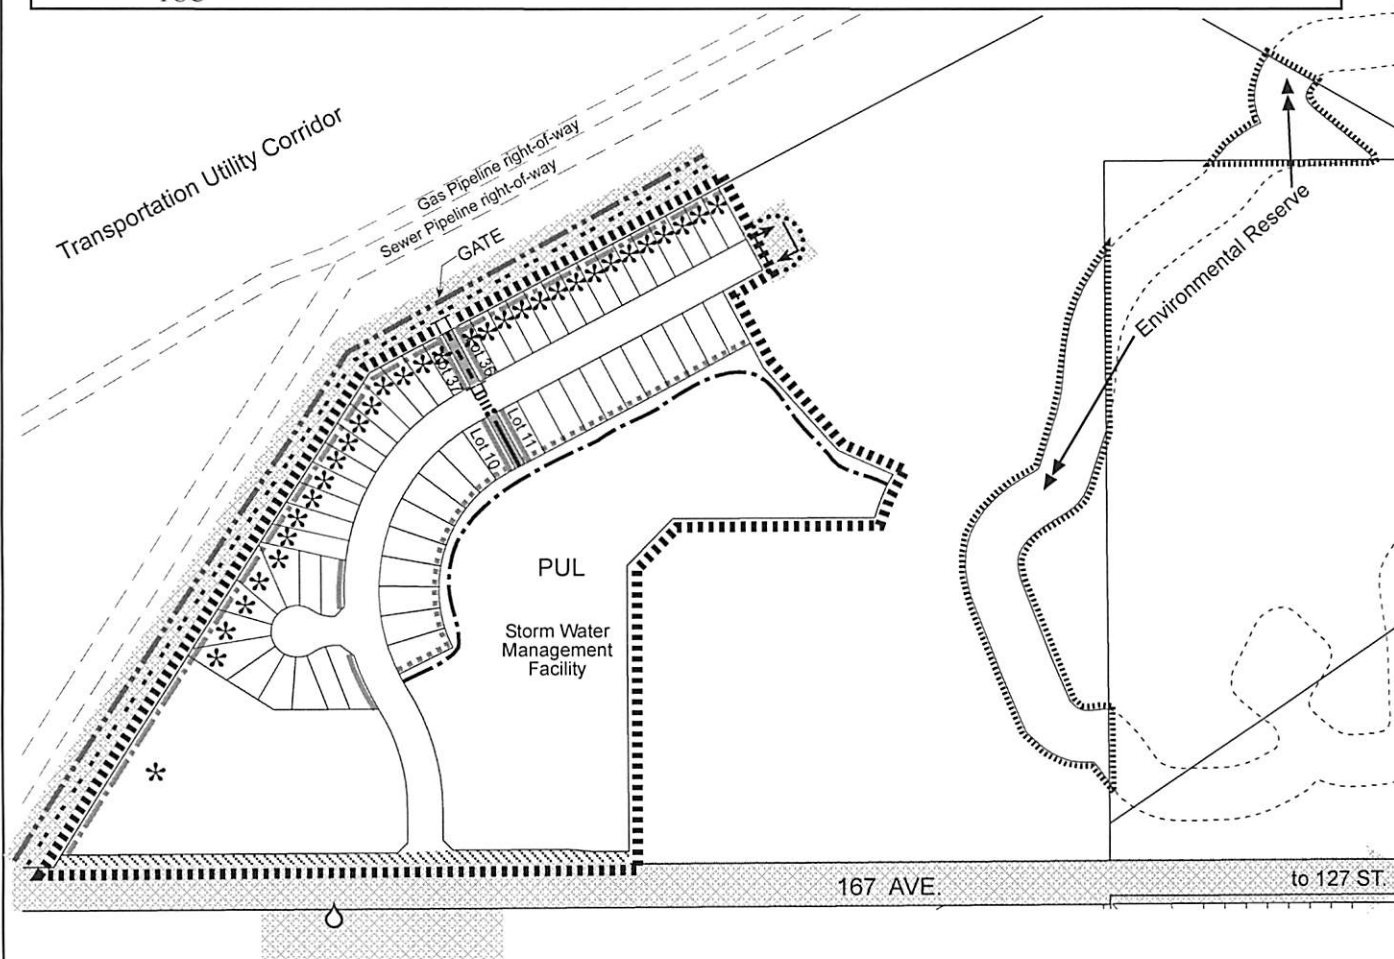 Transportation Utility Corridor
Gas Pipeline right-of-way
Sewer Pipeline right-of-way
GATE
Environmental Reserve
Lot 36
Lot 37
Lot 11
Lot 10
PUL
Storm Water
Management
Facility
167 AVE.
to 127 ST.